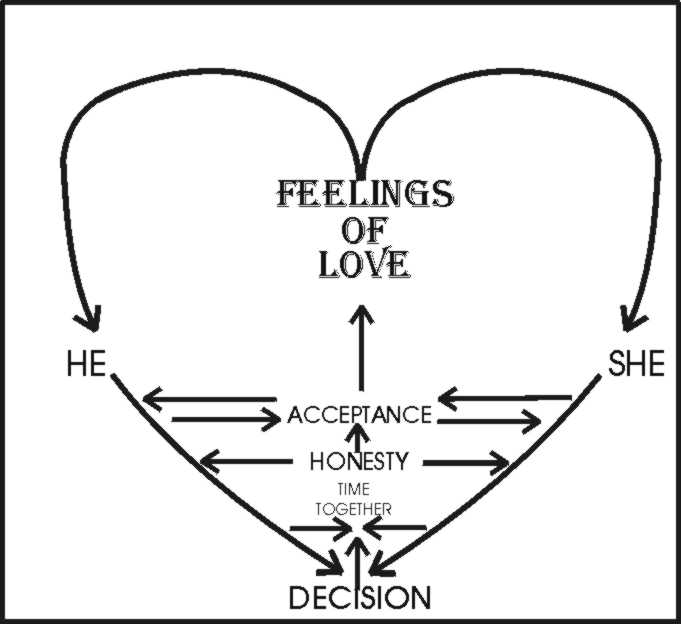 FEELINGS
OF
LOVE
HE
SHE
ACCEPTANCE
HONESTY
TIME
TOGETHER
DECISION